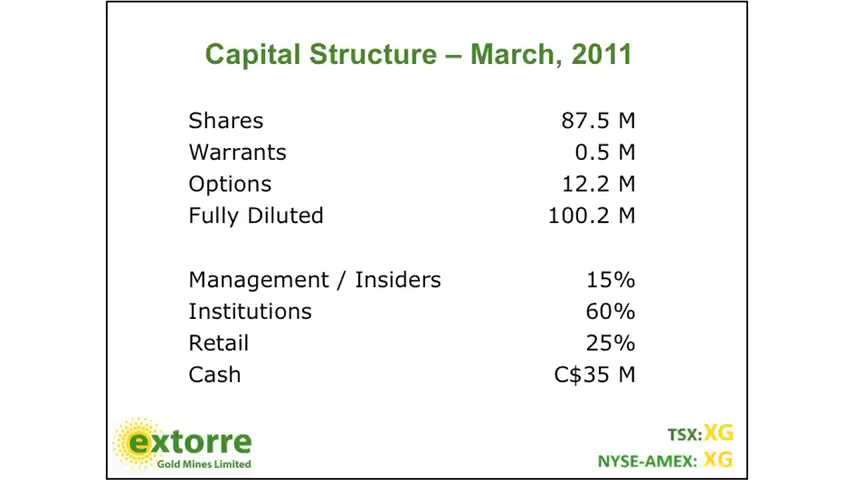 Capital Structure – March, 2011
Shares 87.5 M
Warrants 0.5 M
Options 12.2 M
Fully Diluted 100.2 M
Management / Insiders 15%
Institutions 60%
Retail 25%
Cash C$35 M
extorre
Gold Mines Limited
TSX:XG
NYSE-AMEX: XG